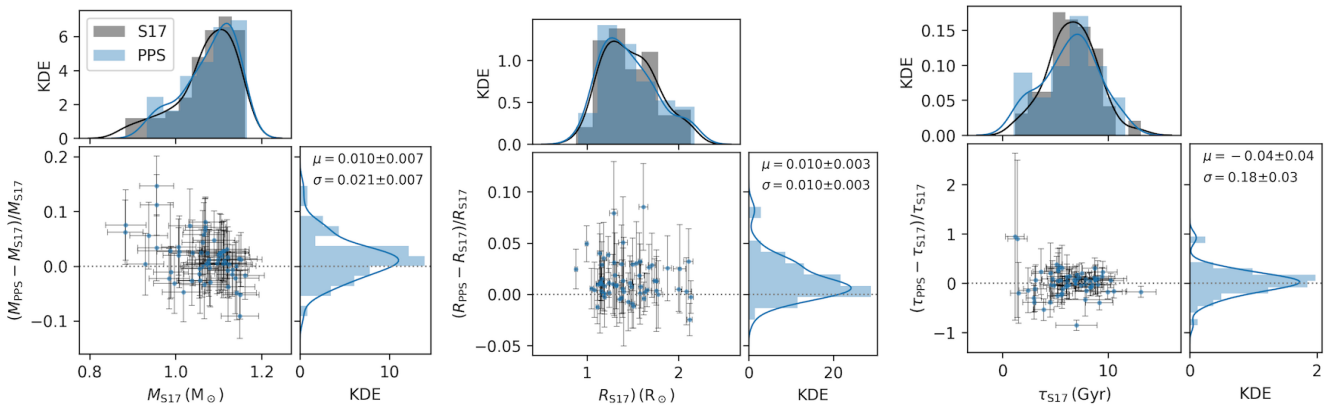 S17
PPS
KDE
6
4
2
0
(M_PPS − M_S17)/M_S17
0.2
0.1
0.0
−0.1
μ = 0.010±0.007
σ = 0.021±0.007
0.8 1.0 1.2
M_S17 (M_⊙)
0 10
KDE
KDE
1.0
0.5
0.0
(R_PPS − R_S17)/R_S17
0.10
0.05
0.00
−0.05
μ = 0.010±0.003
σ = 0.010±0.003
1 2
R_S17) (R_⊙)
0 10 20
KDE
KDE
0.15
0.10
0.05
0.00
(τ_PPS − τ_S17)/τ_S17
2
1
0
−1
μ = −0.04±0.04
σ = 0.18±0.03
0 5 10
τ_S17 (Gyr)
0 1 2
KDE